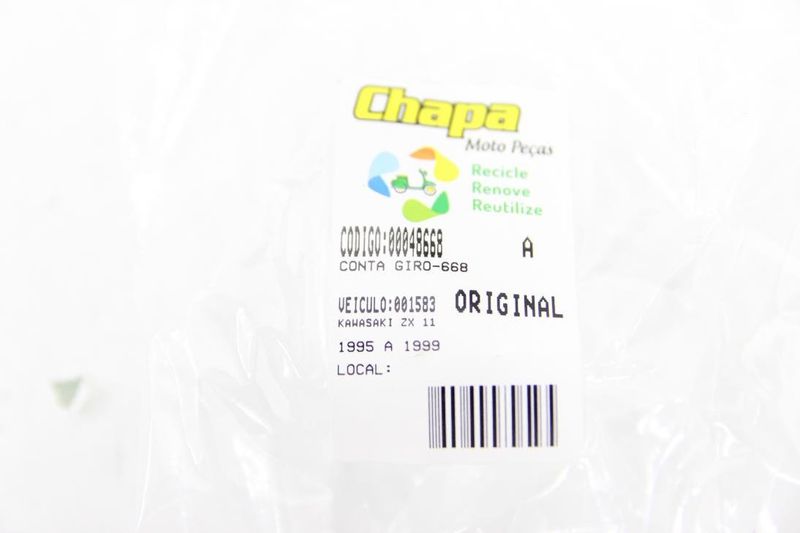 Chapa
Moto Peças
Recicle
Renove
Reutilize
CODIGO:00048668 A
CONTA GIRO-668
VEICULO:001583 ORIGINAL
KAWASAKI ZX 11
1995 A 1999
LOCAL: